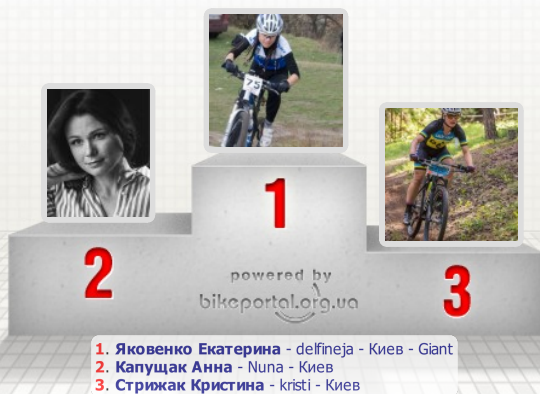 75
1
2
3
powered by
bikeportal.org.ua
1. Яковенко Екатерина - delfineja - Киев - Giant
2. Капущак Анна - Nuna - Киев
3. Стрижак Кристина - kristi - Киев